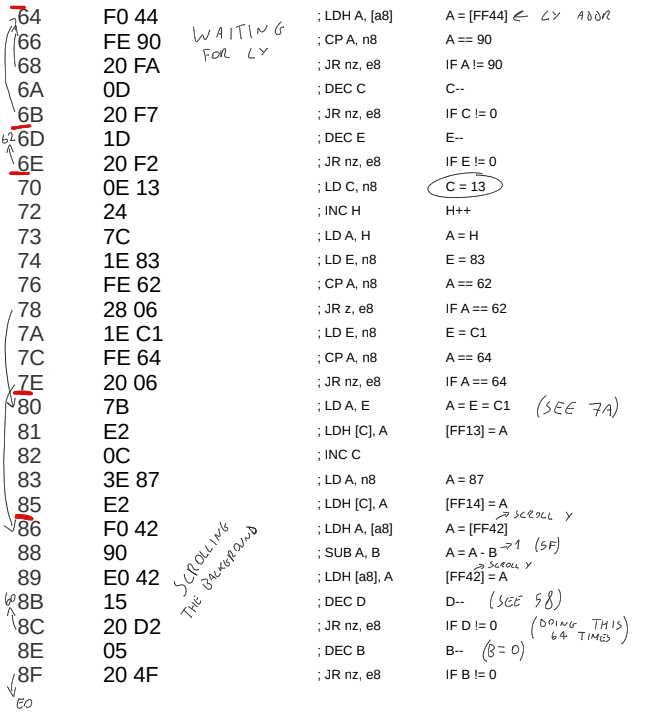 64 F0 44 ; LDH A, [a8] A = [FF44] ← LY ADDR
66 FE 90 ; CP A, n8 A == 90
WAITING
FOR LY
68 20 FA ; JR nz, e8 IF A != 90
6A 0D ; DEC C C--
6B 20 F7 ; JR nz, e8 IF C != 0
62 6D 1D ; DEC E E--
6E 20 F2 ; JR nz, e8 IF E != 0
70 0E 13 ; LD C, n8 C = 13
72 24 ; INC H H++
73 7C ; LD A, H A = H
74 1E 83 ; LD E, n8 E = 83
76 FE 62 ; CP A, n8 A == 62
78 28 06 ; JR z, e8 IF A == 62
7A 1E C1 ; LD E, n8 E = C1
7C FE 64 ; CP A, n8 A == 64
7E 20 06 ; JR nz, e8 IF A == 64
80 7B ; LD A, E A = E = C1 (SEE 7A)
81 E2 ; LDH [C], A [FF13] = A
82 0C ; INC C
83 3E 87 ; LD A, n8 A = 87
85 E2 ; LDH [C], A [FF14] = A
→ SCROLL Y
86 F0 42 ; LDH A, [a8] A = [FF42]
88 90 ; SUB A, B A = A - B → 1 (5F)
SCROLLING
THE BACKGROUND
→ SCROLL Y
89 E0 42 ; LDH [a8], A [FF42] = A
60 8B 15 ; DEC D D-- (SEE 58)
8C 20 D2 ; JR nz, e8 IF D != 0 (DOING THIS
64 TIMES)
8E 05 ; DEC B B-- (B=0)
8F 20 4F ; JR nz, e8 IF B != 0
E0